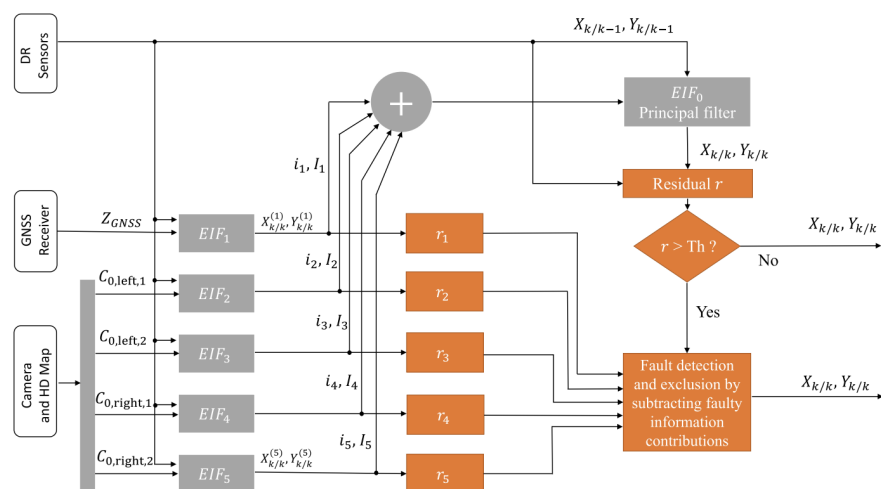 DR
Sensors
X_{k/k−1}, Y_{k/k−1}
+
EIF_0
Principal filter
X_{k/k}, Y_{k/k}
Residual r
i_1, I_1
GNSS
Receiver
Z_{GNSS}
EIF_1
X_{k/k}^{(1)}, Y_{k/k}^{(1)}
r_1
r > Th ?
X_{k/k}, Y_{k/k}
No
i_2, I_2
C_{0,left,1}
EIF_2
r_2
Yes
i_3, I_3
C_{0,left,2}
EIF_3
r_3
Camera
and HD Map
i_4, I_4
C_{0,right,1}
EIF_4
r_4
Fault detection
and exclusion by
subtracting faulty
information
contributions
X_{k/k}, Y_{k/k}
i_5, I_5
C_{0,right,2}
EIF_5
X_{k/k}^{(5)}, Y_{k/k}^{(5)}
r_5